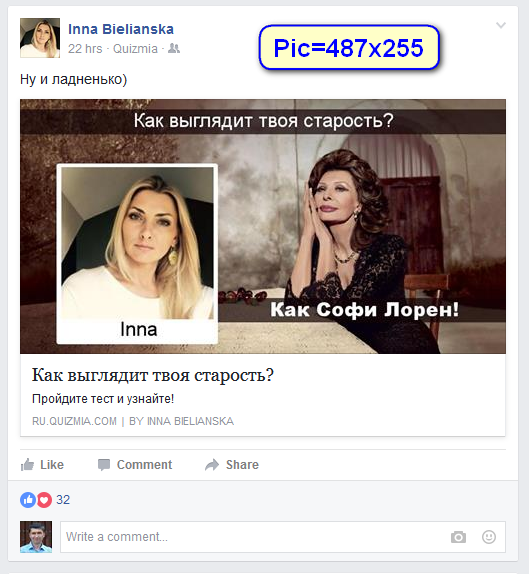 Inna Bielianska
22 hrs · Quizmia ·
Pic=487x255
Ну и ладненько)
Как выглядит твоя старость?
Inna
Как Софи Лорен!
Как выглядит твоя старость?
Пройдите тест и узнайте!
RU.QUIZMIA.COM | BY INNA BIELIANSKA
Like Comment Share
32
Write a comment...